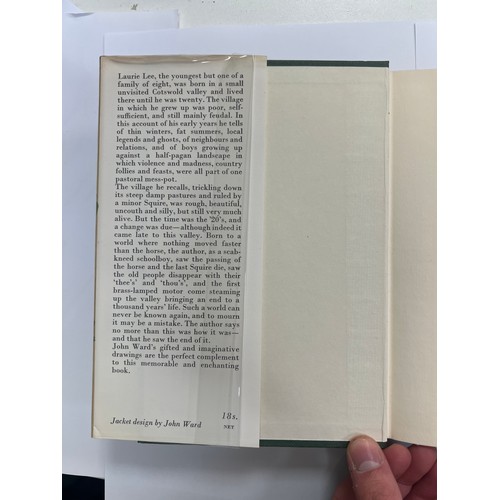 Laurie Lee, the youngest but one of a
family of eight, was born in a small
unvisited Cotswold valley and lived
there until he was twenty. The village
in which he grew up was poor, self-
sufficient, and still mainly feudal. In
this account of his early years he tells
of thin winters, fat summers, local
legends and ghosts, of neighbours and
relations, and of boys growing up
against a half-pagan landscape in
which violence and madness, country
follies and feasts, were all part of one
pastoral mess-pot.
The village he recalls, trickling down
its steep damp pastures and ruled by
a minor Squire, was rough, beautiful,
uncouth and silly, but still very much
alive. But the time was the '20's, and
a change was due—although indeed it
came late to this valley. Born to a
world where nothing moved faster
than the horse, the author, as a scab-
kneed schoolboy, saw the passing of
the horse and the last Squire die, saw
the old people disappear with their
'thee's' and 'thou's', and the first
brass-lamped motor come steaming
up the valley bringing an end to a
thousand years' life. Such a world can
never be known again, and to mourn
it may be a mistake. The author says
no more than this was how it was—
and that he saw the end of it.
John Ward's gifted and imaginative
drawings are the perfect complement
to this memorable and enchanting
book.
18s.
Jacket design by John Ward NET